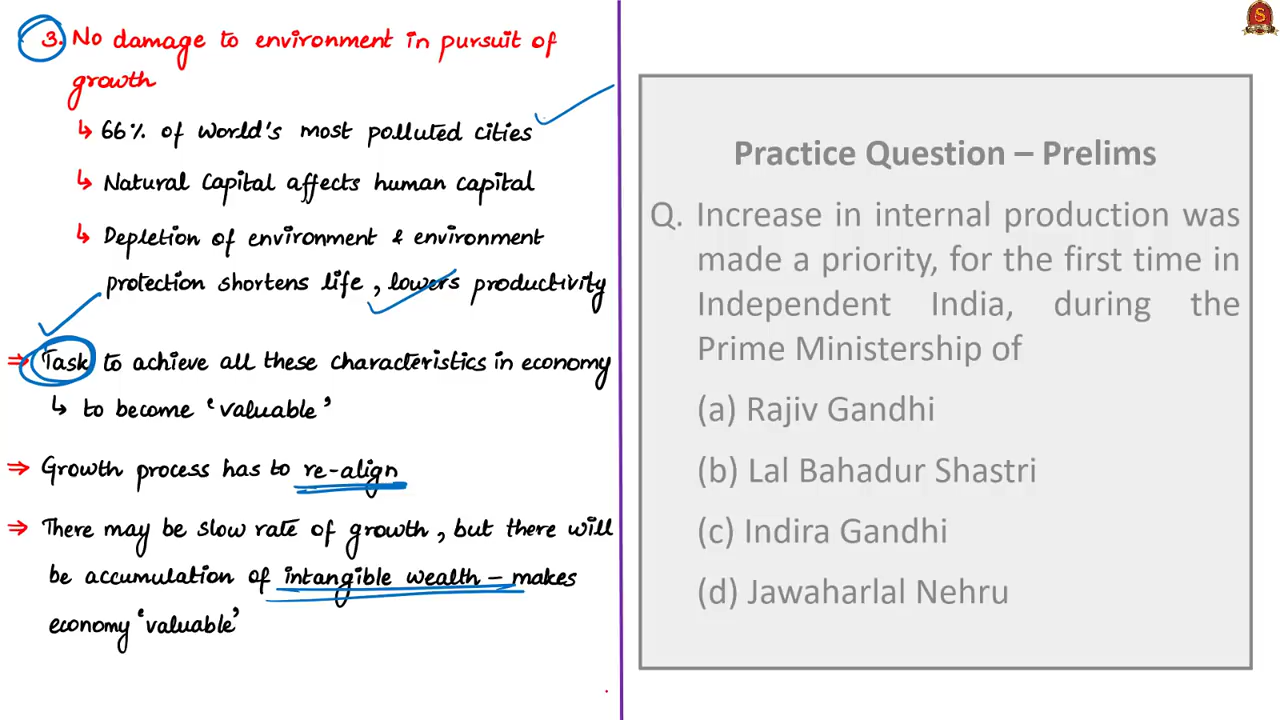 3. No damage to environment in pursuit of
growth
↳ 66% of world's most polluted cities
↳ Natural Capital affects human capital
↳ Depletion of environment & environment
protection shortens life, lowers productivity
⇒ Task to achieve all these characteristics in economy
↳ to become 'valuable'
⇒ Growth process has to re-align
⇒ There may be slow rate of growth, but there will
be accumulation of intangible wealth – makes
economy 'valuable'
Practice Question – Prelims
Q. Increase in internal production was
made a priority, for the first time in
Independent India, during the
Prime Ministership of
(a) Rajiv Gandhi
(b) Lal Bahadur Shastri
(c) Indira Gandhi
(d) Jawaharlal Nehru
S